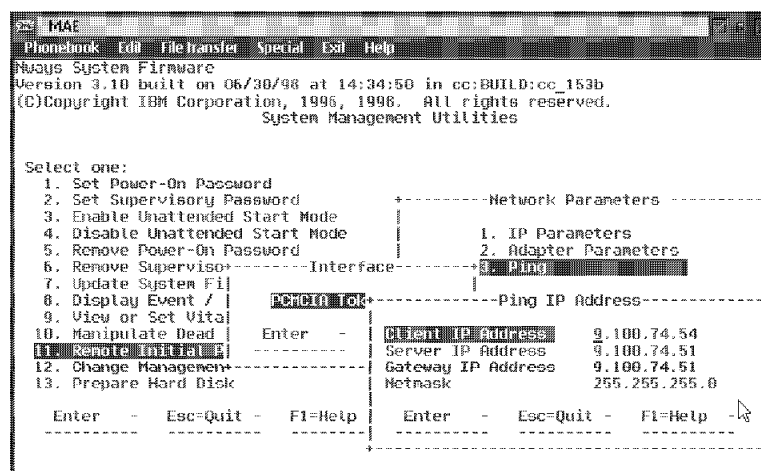 MAE
Phonebook Edit File transfer Special Exit Help
Nways System Firmware
Version 3.10 built on 06/30/98 at 14:34:50 in cc:BUILD:cc_153b
(C)Copyright IBM Corporation, 1996, 1998. All rights reserved.
System Management Utilities
Select one:
1. Set Power-On Password
2. Set Supervisory Password
3. Enable Unattended Start Mode
4. Disable Unattended Start Mode
5. Remove Power-On Password
6. Remove Superviso
7. Update System Fi
8. Display Event /
9. View or Set Vita
10. Manipulate Dead
11. Remote Initial P
12. Change Managemen
13. Prepare Hard Disk
Enter - Esc=Quit - F1=Help
Interface
PCMCIA Tok
Enter -
Network Parameters
1. IP Parameters
2. Adapter Parameters
3. Ping
Ping IP Address
Client IP Address 9.100.74.54
Server IP Address 9.100.74.51
Gateway IP Address 9.100.74.51
Netmask 255.255.255.0
Enter - Esc=Quit - F1=Help -